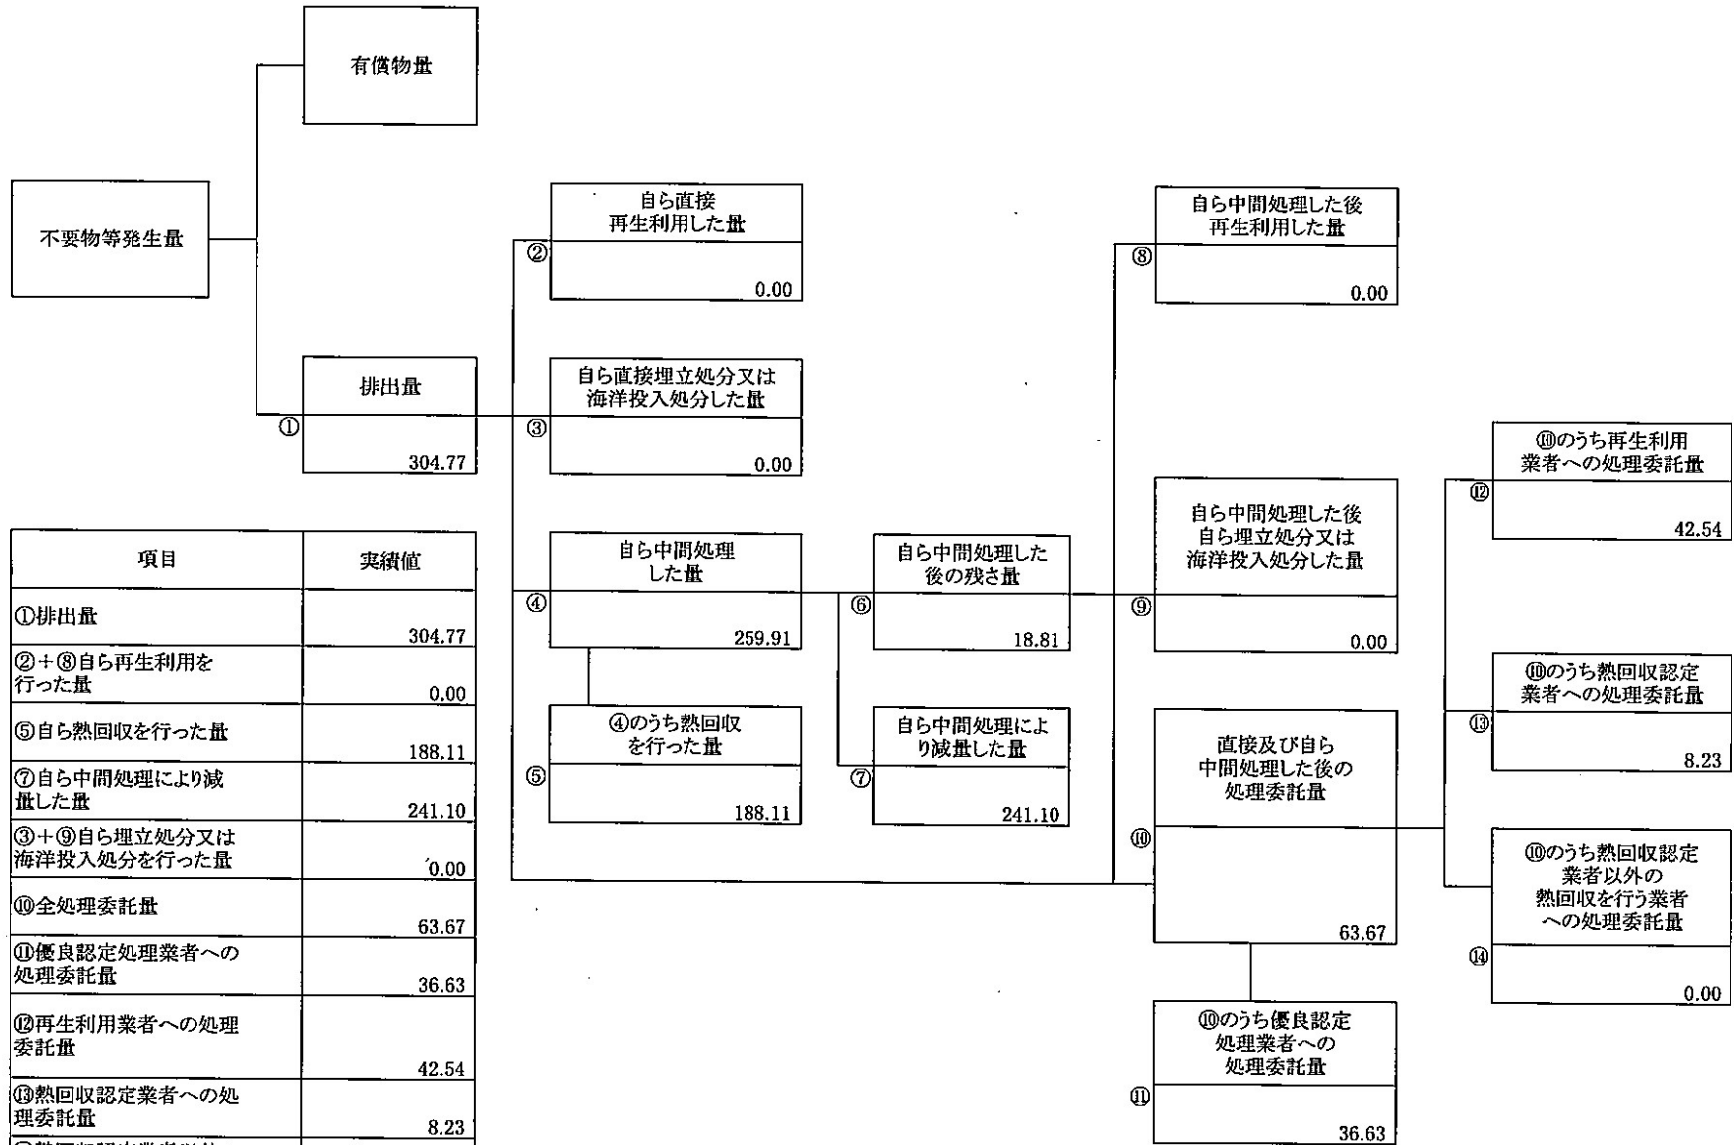 有償物量
不要物等発生量
排出量
①
304.77
自ら直接
再生利用した量
②
0.00
自ら直接埋立処分又は
海洋投入処分した量
③
0.00
自ら中間処理
した量
④
259.91
④のうち熱回収
を行った量
⑤
188.11
自ら中間処理した
後の残さ量
⑥
18.81
自ら中間処理によ
り減量した量
⑦
241.10
自ら中間処理した後
再生利用した量
⑧
0.00
自ら中間処理した後
自ら埋立処分又は
海洋投入処分した量
⑨
0.00
直接及び自ら
中間処理した後の
処理委託量
⑩
63.67
⑩のうち優良認定
処理業者への
処理委託量
⑪
36.63
⑩のうち再生利用
業者への処理委託量
⑫
42.54
⑩のうち熱回収認定
業者への処理委託量
⑬
8.23
⑩のうち熱回収認定
業者以外の
熱回収を行う業者
への処理委託量
⑭
0.00
項目 実績値
①排出量
304.77
②+⑧自ら再生利用を
行った量
0.00
⑤自ら熱回収を行った量
188.11
⑦自ら中間処理により減
量した量
241.10
③+⑨自ら埋立処分又は
海洋投入処分を行った量
0.00
⑩全処理委託量
63.67
⑪優良認定処理業者への
処理委託量
36.63
⑫再生利用業者への処理
委託量
42.54
⑬熱回収認定業者への処
理委託量
8.23